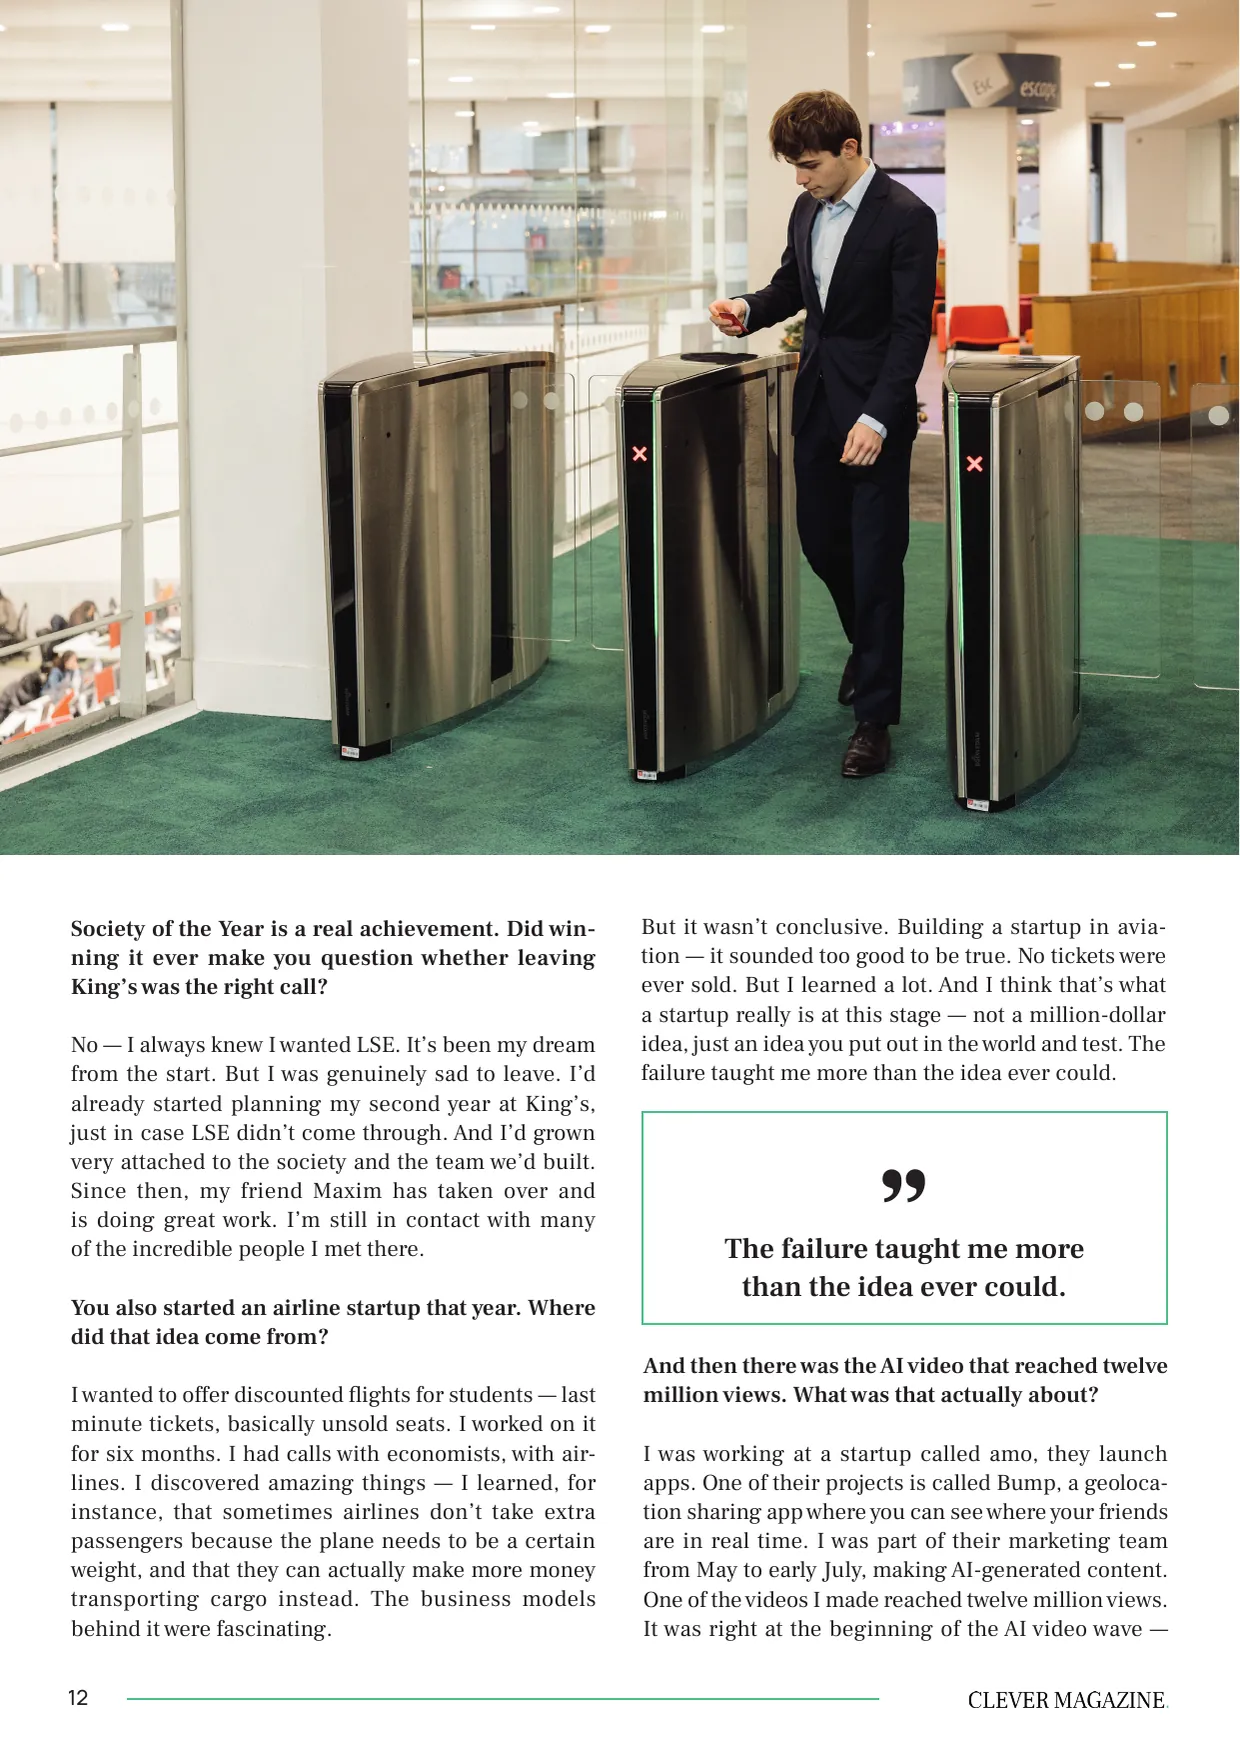 Esc
escape
Society of the Year is a real achievement. Did win-
ning it ever make you question whether leaving
King’s was the right call?
No — I always knew I wanted LSE. It’s been my dream
from the start. But I was genuinely sad to leave. I’d
already started planning my second year at King’s,
just in case LSE didn’t come through. And I’d grown
very attached to the society and the team we’d built.
Since then, my friend Maxim has taken over and
is doing great work. I’m still in contact with many
of the incredible people I met there.
You also started an airline startup that year. Where
did that idea come from?
I wanted to offer discounted flights for students — last
minute tickets, basically unsold seats. I worked on it
for six months. I had calls with economists, with air-
lines. I discovered amazing things — I learned, for
instance, that sometimes airlines don’t take extra
passengers because the plane needs to be a certain
weight, and that they can actually make more money
transporting cargo instead. The business models
behind it were fascinating.
But it wasn’t conclusive. Building a startup in avia-
tion — it sounded too good to be true. No tickets were
ever sold. But I learned a lot. And I think that’s what
a startup really is at this stage — not a million-dollar
idea, just an idea you put out in the world and test. The
failure taught me more than the idea ever could.
”
The failure taught me more
than the idea ever could.
And then there was the AI video that reached twelve
million views. What was that actually about?
I was working at a startup called amo, they launch
apps. One of their projects is called Bump, a geoloca-
tion sharing app where you can see where your friends
are in real time. I was part of their marketing team
from May to early July, making AI-generated content.
One of the videos I made reached twelve million views.
It was right at the beginning of the AI video wave —
12
CLEVER MAGAZINE.